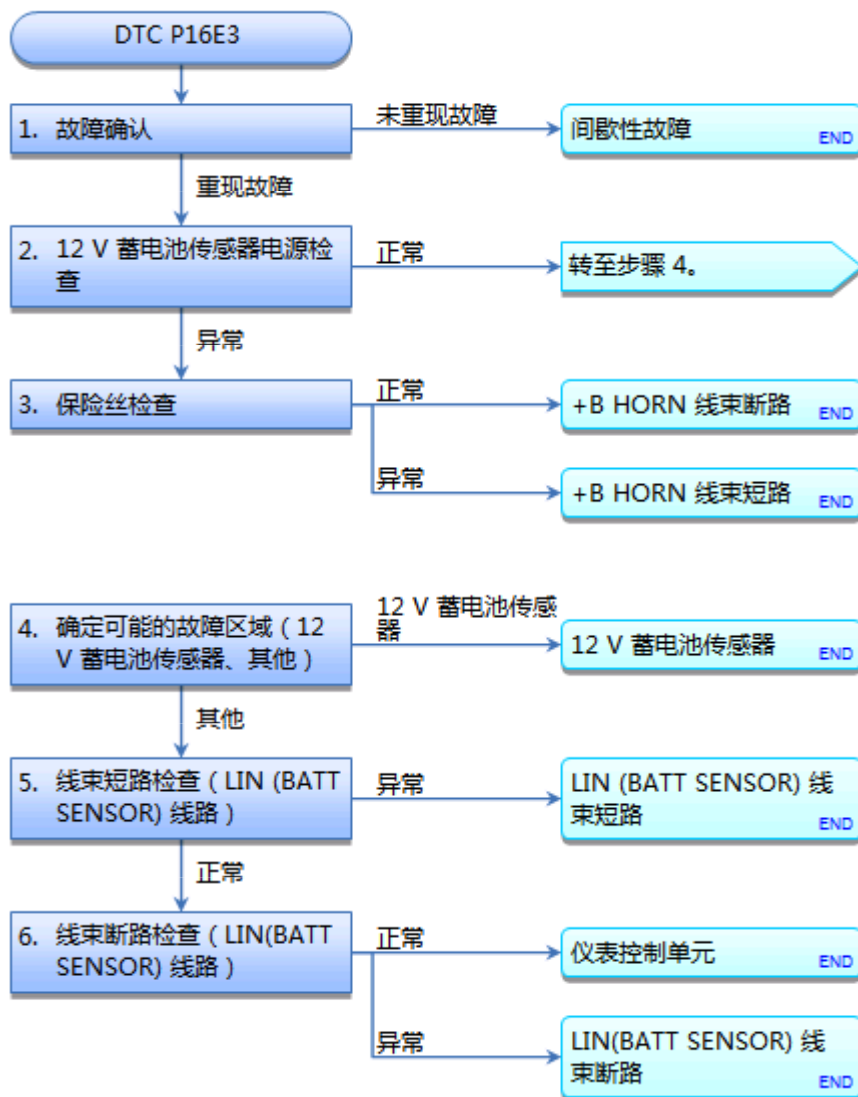 DTC P16E3
1. 故障确认
未重现故障
间歇性故障
END
重现故障
2. 12 V 蓄电池传感器电源检
查
正常
转至步骤 4。
异常
3. 保险丝检查
正常
+B HORN 线束断路
END
异常
+B HORN 线束短路
END
4. 确定可能的故障区域（12
V 蓄电池传感器、其他）
12 V 蓄电池传感
器
12 V 蓄电池传感器
END
其他
5. 线束短路检查（LIN (BATT
SENSOR) 线路）
异常
LIN (BATT SENSOR) 线
束短路
END
正常
6. 线束断路检查（LIN(BATT
SENSOR) 线路）
正常
仪表控制单元
END
异常
LIN(BATT SENSOR) 线
束断路
END